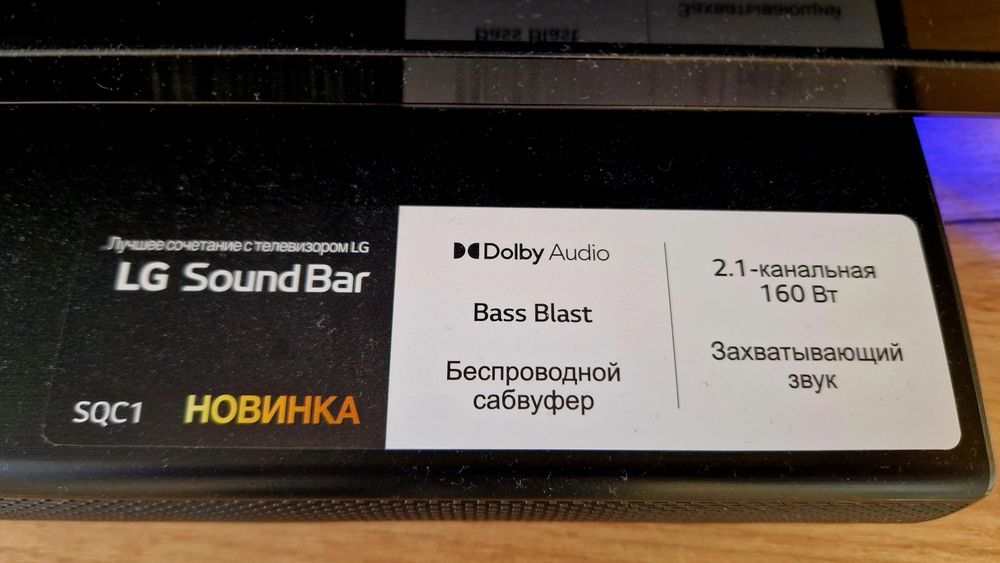 Лучшее сочетание с телевизором LG
LG Sound Bar
SQC1 НОВИНКА
Dolby Audio
Bass Blast
Беспроводной
сабвуфер
2.1-канальная
160 Вт
Захватывающий
звук